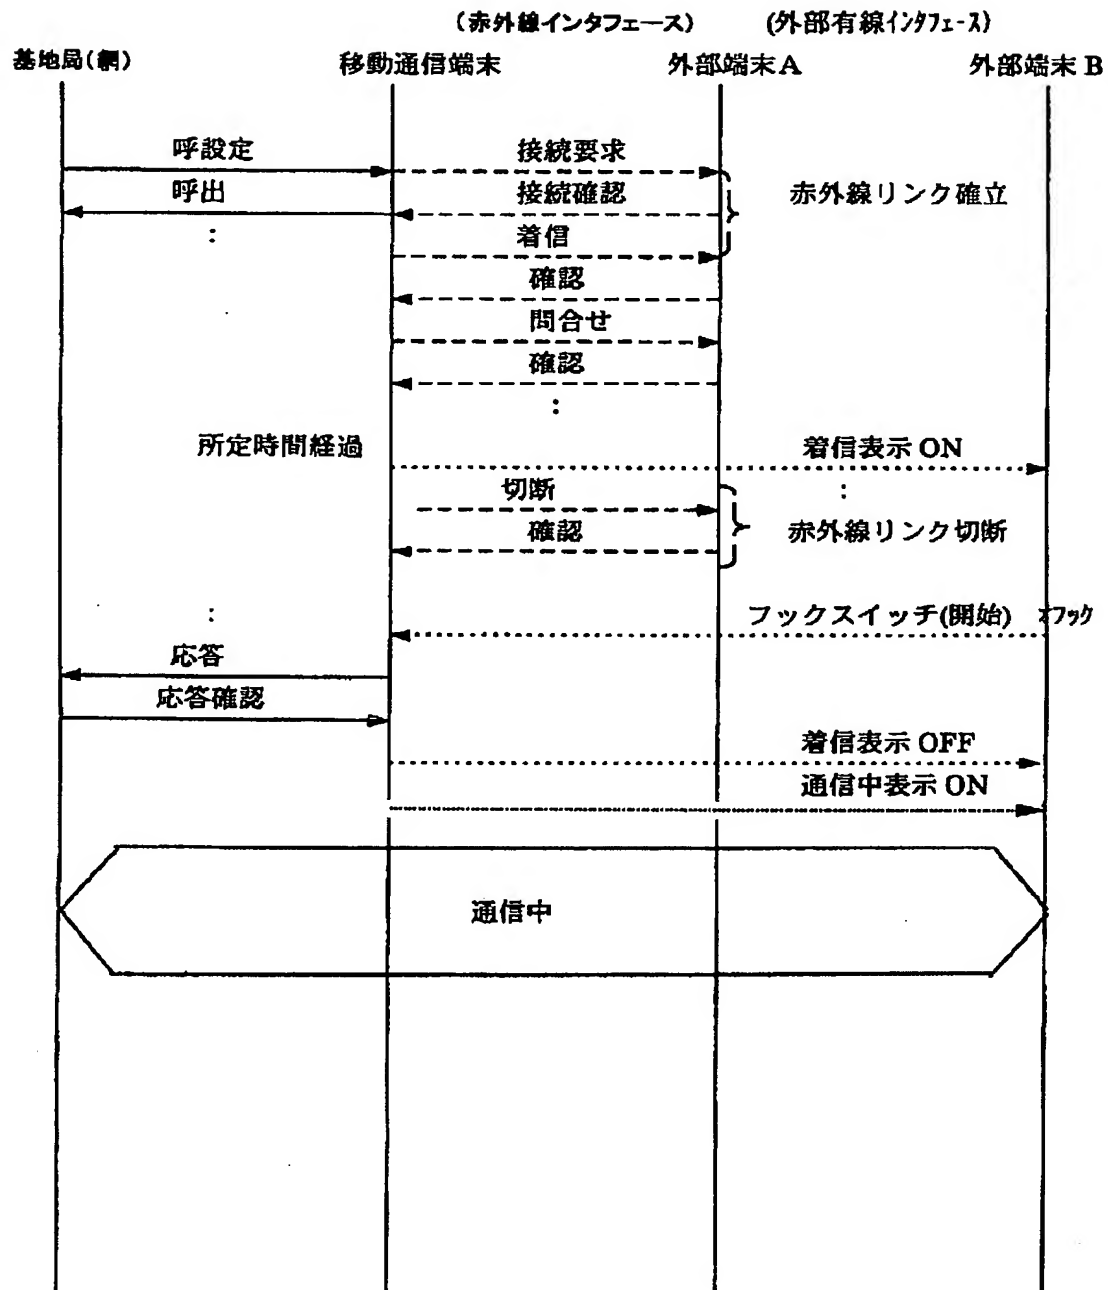 (赤外線インタフェース) (外部有線インタフェース)
基地局(網) 移動通信端末 外部端末A 外部端末B
呼設定 接続要求
呼出 接続確認 赤外線リンク確立
: 着信
確認
問合せ
確認
:
所定時間経過 着信表示 ON
切断 :
確認 赤外線リンク切断
: フックスイッチ(開始) オフック
応答
応答確認
着信表示 OFF
通信中表示 ON
通信中